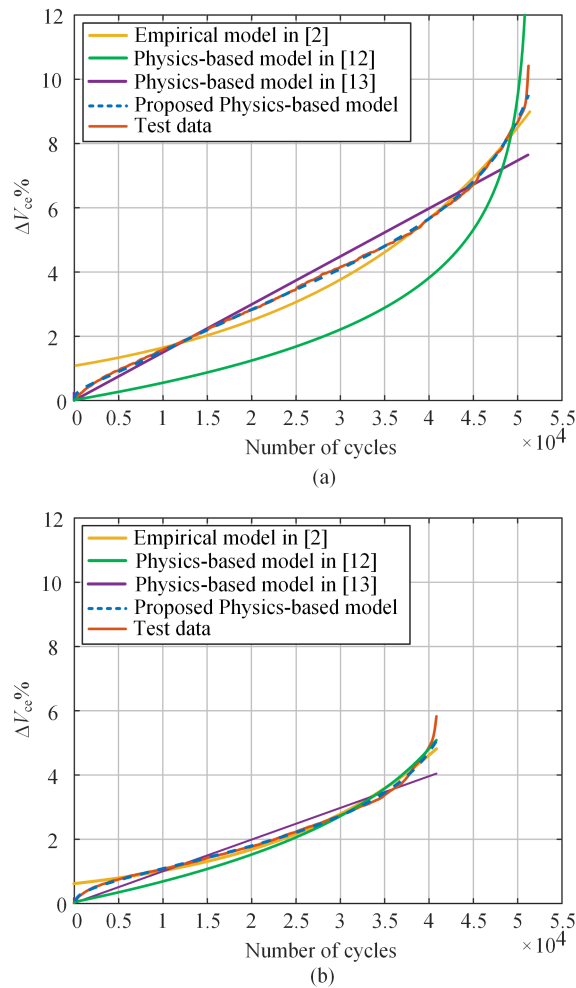 12
10
8
6
4
2
0
ΔVce%
Empirical model in [2]
Physics-based model in [12]
Physics-based model in [13]
Proposed Physics-based model
Test data
0 0.5 1 1.5 2 2.5 3 3.5 4 4.5 5 5.5
Number of cycles
×10⁴
(a)
12
10
8
6
4
2
0
ΔVce%
Empirical model in [2]
Physics-based model in [12]
Physics-based model in [13]
Proposed Physics-based model
Test data
0 0.5 1 1.5 2 2.5 3 3.5 4 4.5 5 5.5
Number of cycles
×10⁴
(b)